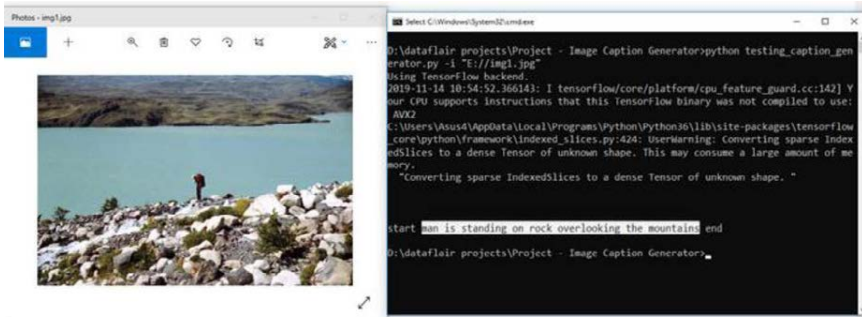 Photos - img1.jpg
Select C:\Windows\System32\cmd.exe
D:\dataflair projects\Project - Image Caption Generator>python testing_caption_gen
erator.py -i "E://img1.jpg"
Using TensorFlow backend.
2019-11-14 10:54:52.366143: I tensorflow/core/platform/cpu_feature_guard.cc:142] Y
our CPU supports instructions that this TensorFlow binary was not compiled to use:
AVX2
C:\Users\Asus4\AppData\Local\Programs\Python\Python36\lib\site-packages\tensorflow
_core\python\framework\indexed_slices.py:424: UserWarning: Converting sparse Index
edSlices to a dense Tensor of unknown shape. This may consume a large amount of me
mory.
"Converting sparse IndexedSlices to a dense Tensor of unknown shape. "
start man is standing on rock overlooking the mountains end
D:\dataflair projects\Project - Image Caption Generator>